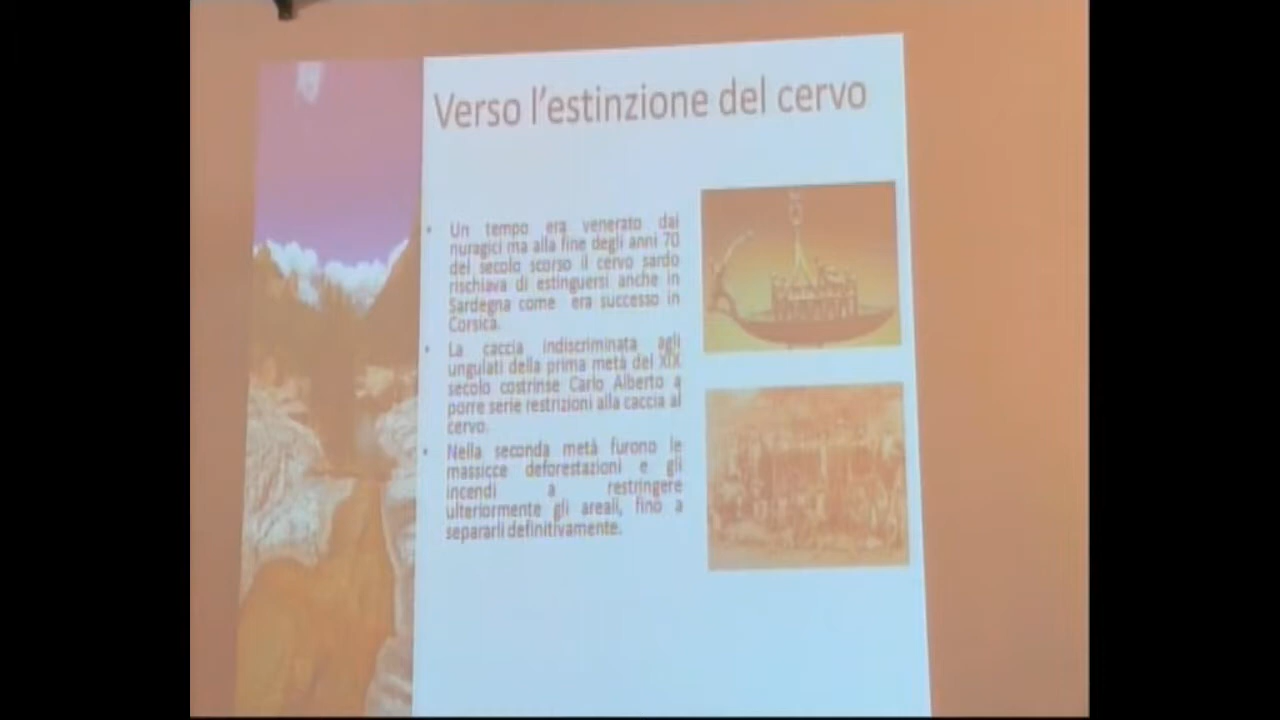 Verso l'estinzione del cervo
• Un tempo era venerato dai
nuragici ma alla fine degli anni 70
del secolo scorso il cervo sardo
rischiava di estinguersi anche in
Sardegna come era successo in
Corsica.
• La caccia indiscriminata agli
ungulati della prima metà del XIX
secolo costrinse Carlo Alberto a
porre serie restrizioni alla caccia al
cervo.
• Nella seconda metà furono le
massicce deforestazioni e gli
incendi a restringere
ulteriormente gli areali, fino a
separarli definitivamente.